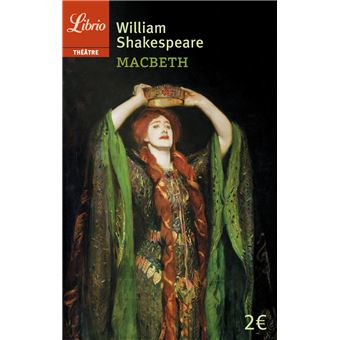 Librio
THÉÂTRE
William
Shakespeare
MACBETH
2€